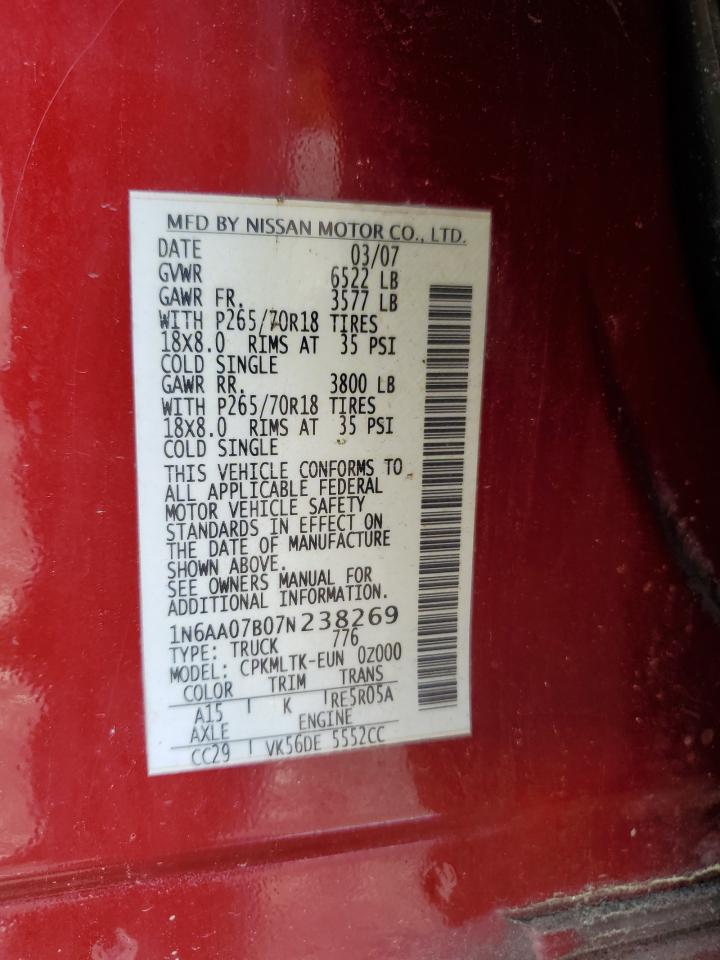 MFD BY NISSAN MOTOR CO., LTD.
DATE 03/07
GVWR 6522 LB
GAWR FR. 3577 LB
WITH P265/70R18 TIRES
18X8.0 RIMS AT 35 PSI
COLD SINGLE
GAWR RR. 3800 LB
WITH P265/70R18 TIRES
18X8.0 RIMS AT 35 PSI
COLD SINGLE
THIS VEHICLE CONFORMS TO
ALL APPLICABLE FEDERAL
MOTOR VEHICLE SAFETY
STANDARDS IN EFFECT ON
THE DATE OF MANUFACTURE
SHOWN ABOVE.
SEE OWNERS MANUAL FOR
ADDITIONAL INFORMATION.
1N6AA07B07N238269
TYPE: TRUCK 776
MODEL: CPKMLTK-EUN 0Z000
COLOR TRIM TRANS
A15 K RE5R05A
AXLE ENGINE
CC29 VK56DE 5552CC